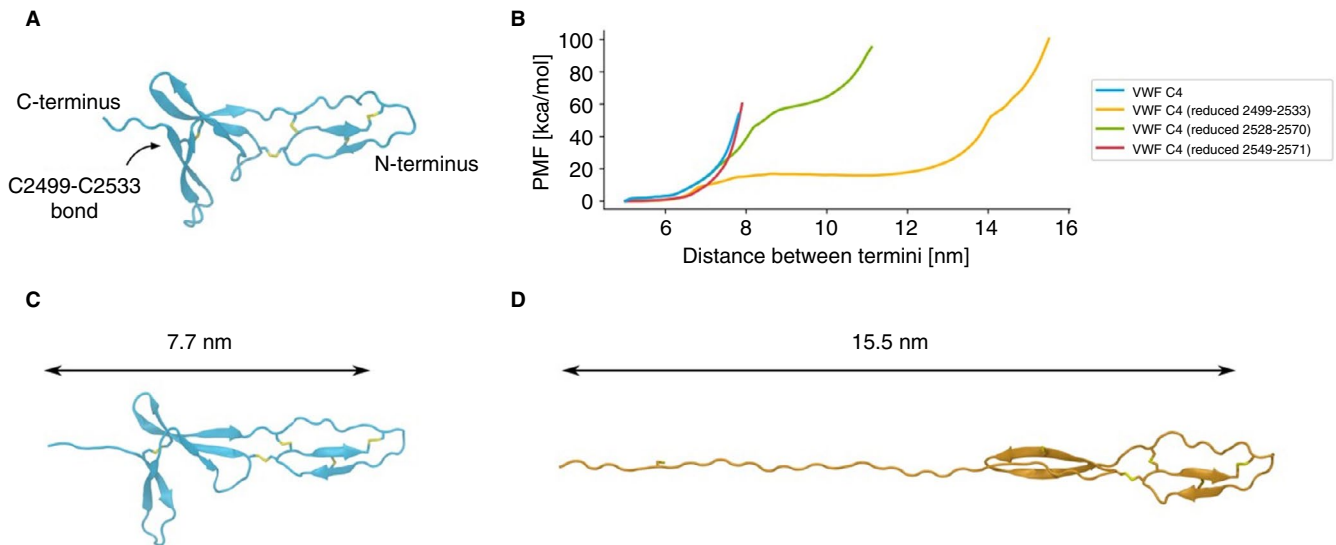 A
C-terminus
N-terminus
C2499-C2533
bond
B
PMF [kca/mol]
100
80
60
40
20
0
6
8
10
12
14
16
Distance between termini [nm]
VWF C4
VWF C4 (reduced 2499-2533)
VWF C4 (reduced 2528-2570)
VWF C4 (reduced 2549-2571)
C
7.7 nm
D
15.5 nm